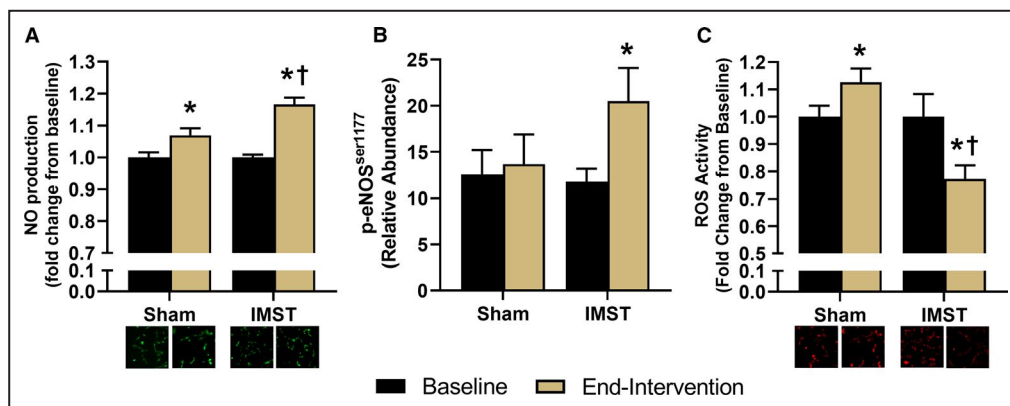 A
NO production
(fold change from baseline)
1.3
1.2
1.1
1.0
0.9
0.8
0.7
0.1
0.0
*
*†
Sham
IMST
B
p-eNOSˢᵉʳ¹¹⁷⁷
(Relative Abundance)
25
20
15
10
5
0
*
Sham
IMST
C
ROS Activity
(Fold Change from Baseline)
1.2
1.1
1.0
0.9
0.8
0.7
0.6
0.5
0.1
0.0
*
*†
Sham
IMST
Baseline
End-Intervention